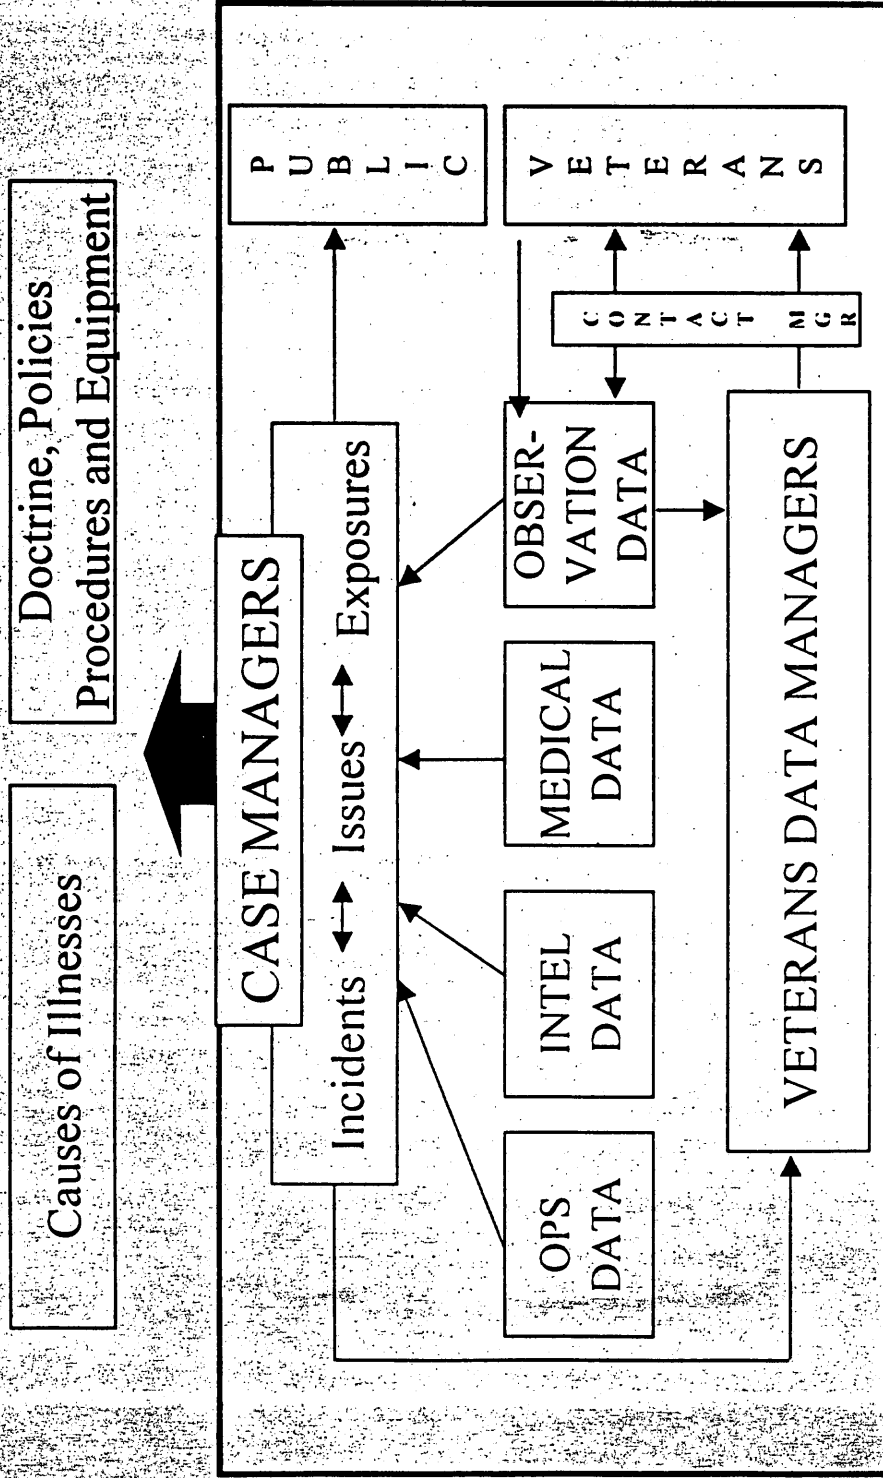 Causes of Illnesses
Doctrine, Policies
Procedures and Equipment
CASE MANAGERS
Incidents Issues Exposures
PUBLIC
OPS
DATA
INTEL
DATA
MEDICAL
DATA
OBSER-
VATION
DATA
CONTACT MGR
VETERANS
VETERANS DATA MANAGERS